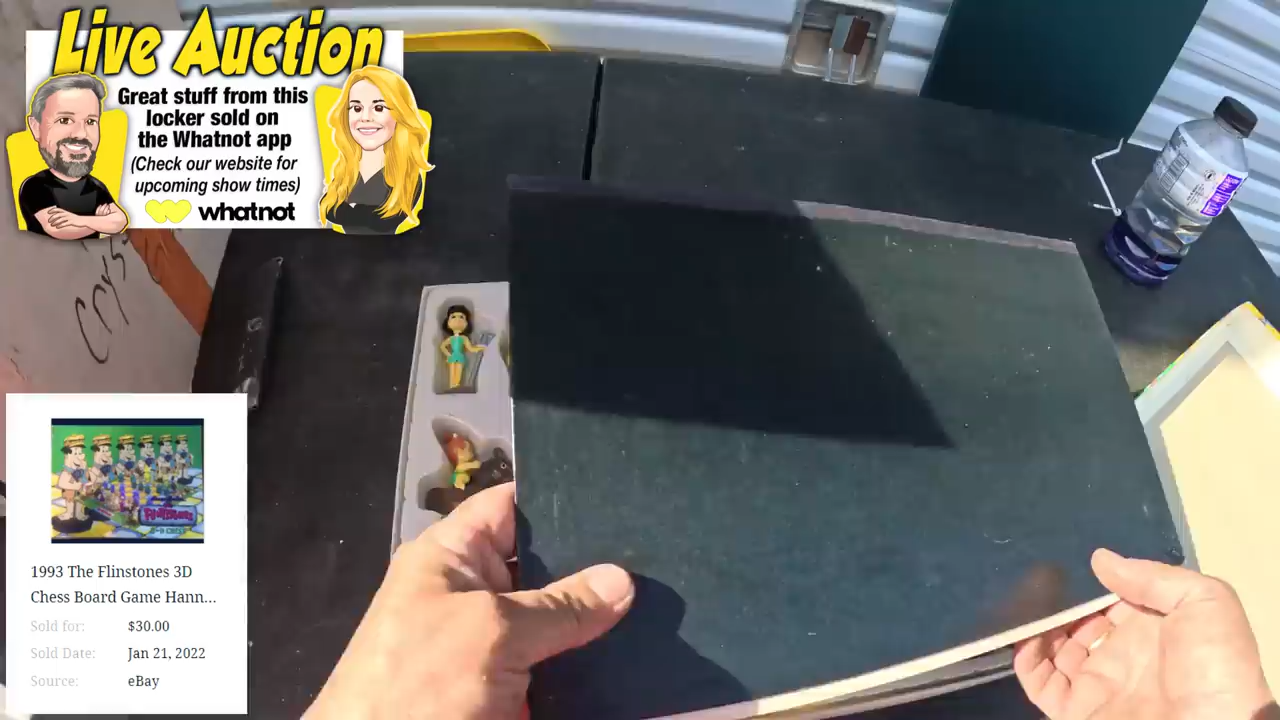 Live Auction
Great stuff from this
locker sold on
the Whatnot app
(Check our website for
upcoming show times)
whatnot
Crys
FLINTSTONES
1993 The Flinstones 3D
Chess Board Game Hann...
Sold for: $30.00
Sold Date: Jan 21, 2022
Source: eBay